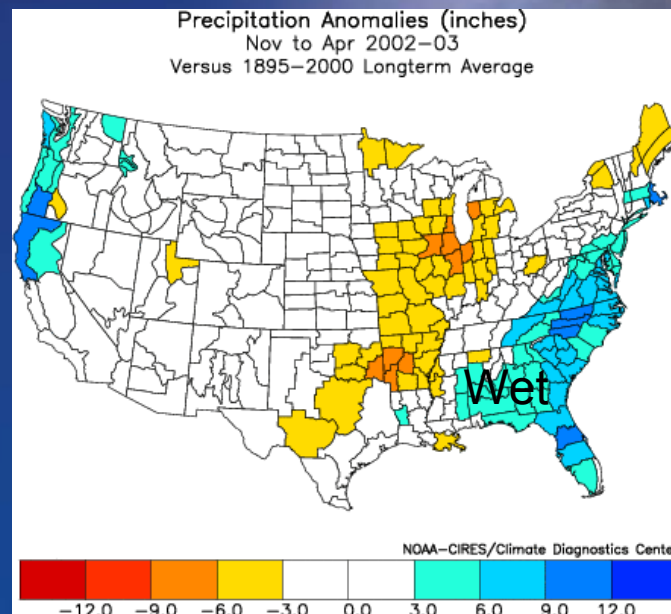 Precipitation Anomalies (inches)
Nov to Apr 2002-03
Versus 1895-2000 Longterm Average
Wet
NOAA-CIRES/Climate Diagnostics Cente
-12.0 -9.0 -6.0 -3.0 0.0 3.0 6.0 9.0 12.0